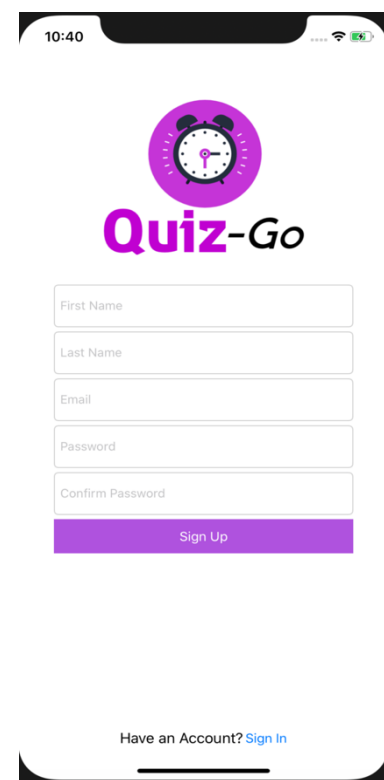 10:40
Quiz-Go
First Name
Last Name
Email
Password
Confirm Password
Sign Up
Have an Account? Sign In